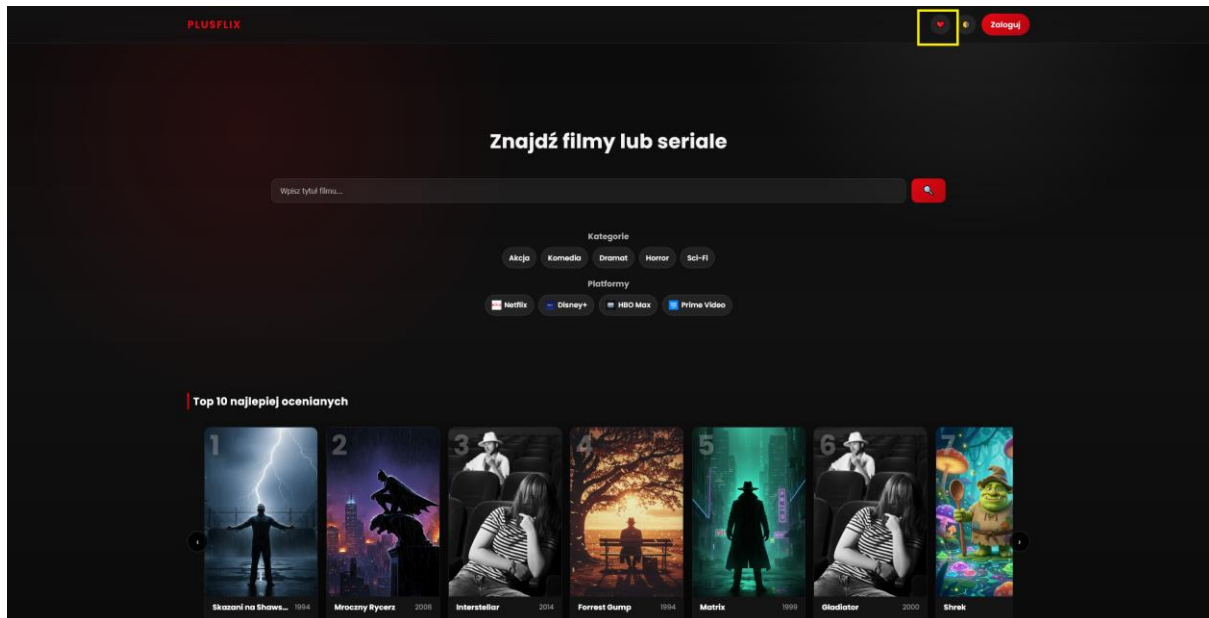 PLUSFLIX
Zaloguj
Znajdź filmy lub seriale
Wpisz tytuł filmu...
Kategorie
Akcja Komedia Dramat Horror Sci-Fi
Platformy
Netflix Disney+ HBO Max Prime Video
Top 10 najlepiej ocenianych
1 2 3 4 5 6 7
Skazani na Shaws... 1994 Mroczny Rycerz 2008 Interstellar 2014 Forrest Gump 1994 Matrix 1999 Gladiator 2000 Shrek